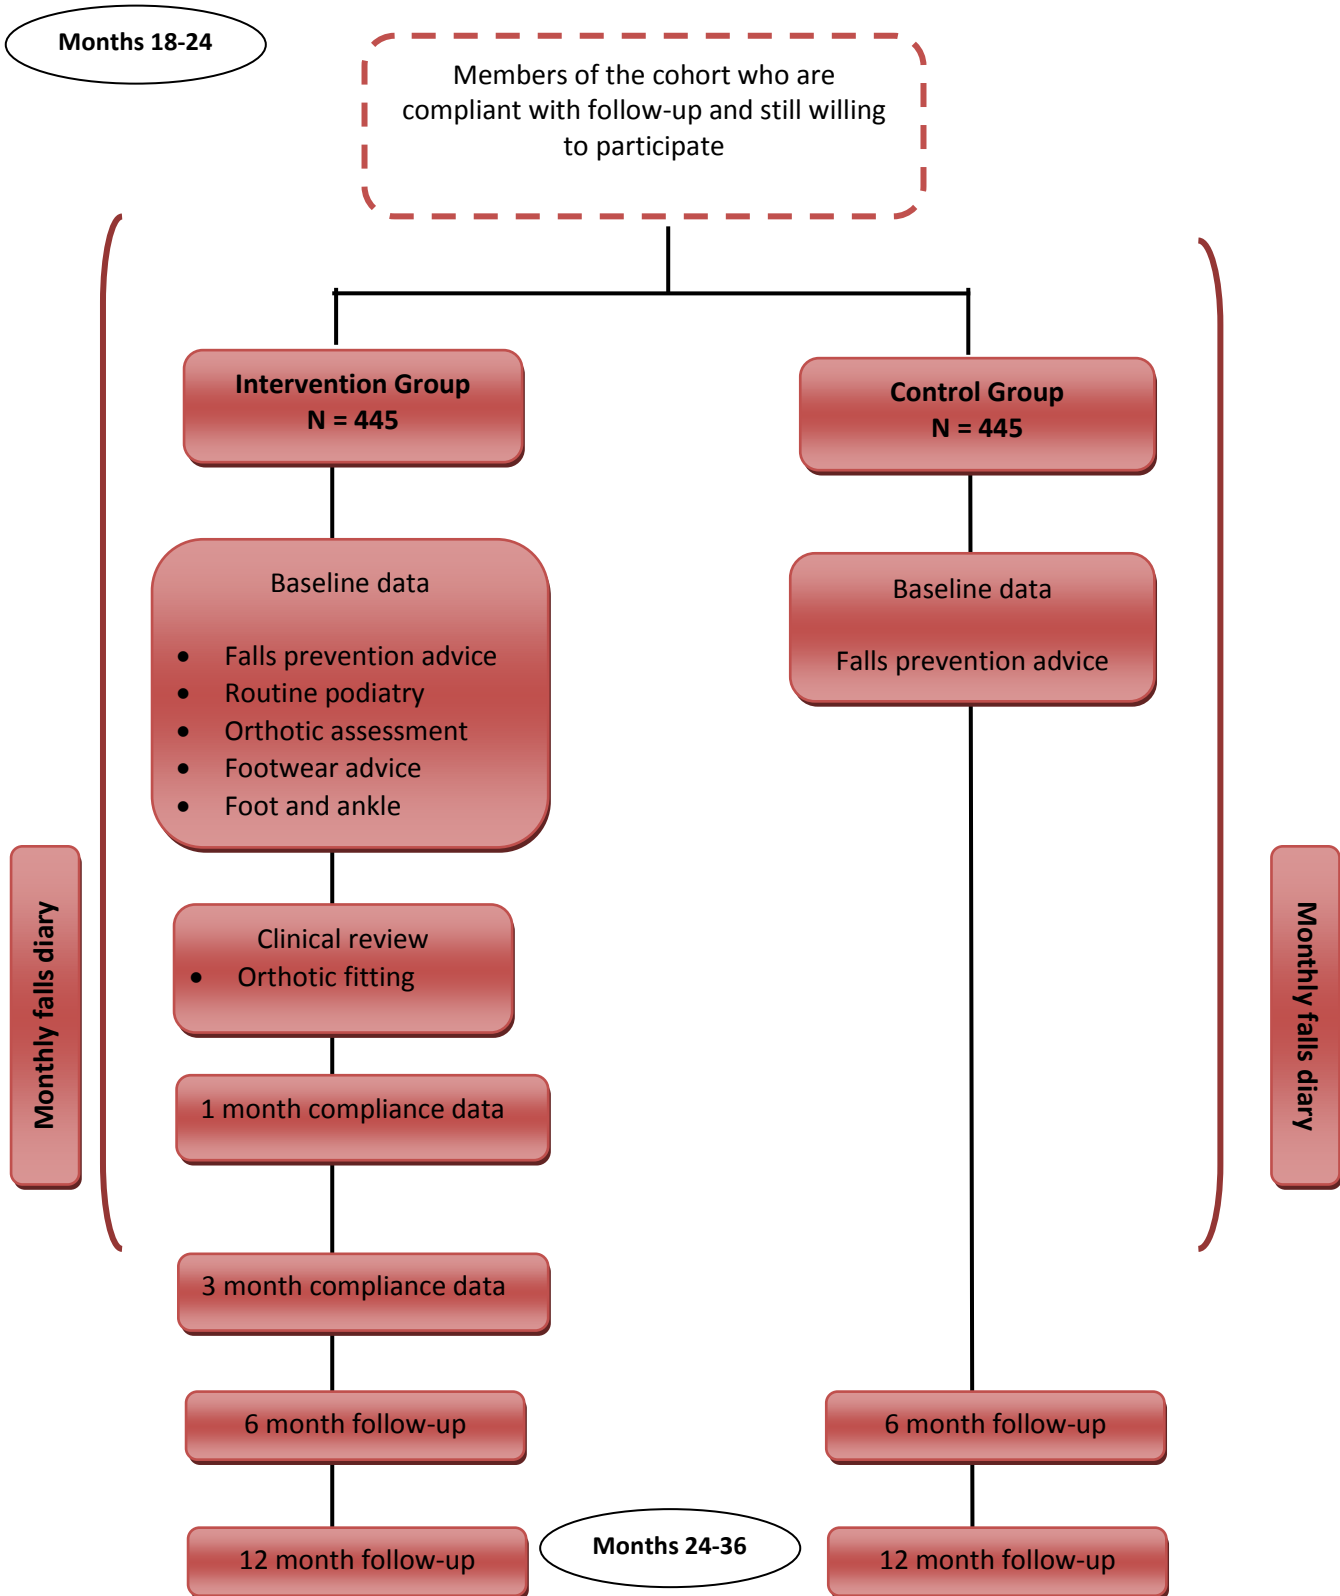 Months 18-24
Members of the cohort who are
compliant with follow-up and still willing
to participate
Intervention Group
N = 445
Control Group
N = 445
Baseline data
• Falls prevention advice
• Routine podiatry
• Orthotic assessment
• Footwear advice
• Foot and ankle
Baseline data
Falls prevention advice
Monthly falls diary
Clinical review
• Orthotic fitting
Monthly falls diary
1 month compliance data
3 month compliance data
6 month follow-up
6 month follow-up
12 month follow-up
Months 24-36
12 month follow-up